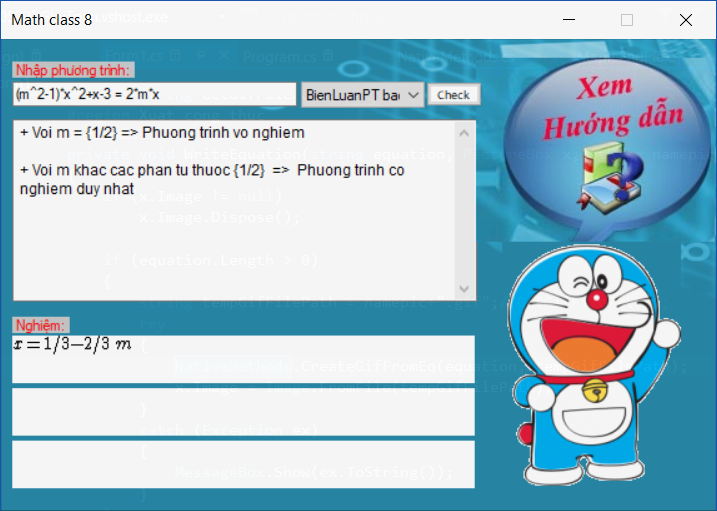 Math class 8
Nhập phương trình:
(m^2-1)*x^2+x-3 = 2*m*x
BienLuanPT bac
Check
+ Voi m = {1/2} => Phuong trinh vo nghiem
+ Voi m khac cac phan tu thuoc {1/2} => Phuong trinh co
nghiem duy nhat
Xem
Hướng dẫn
Nghiệm:
x = 1/3−2/3 m